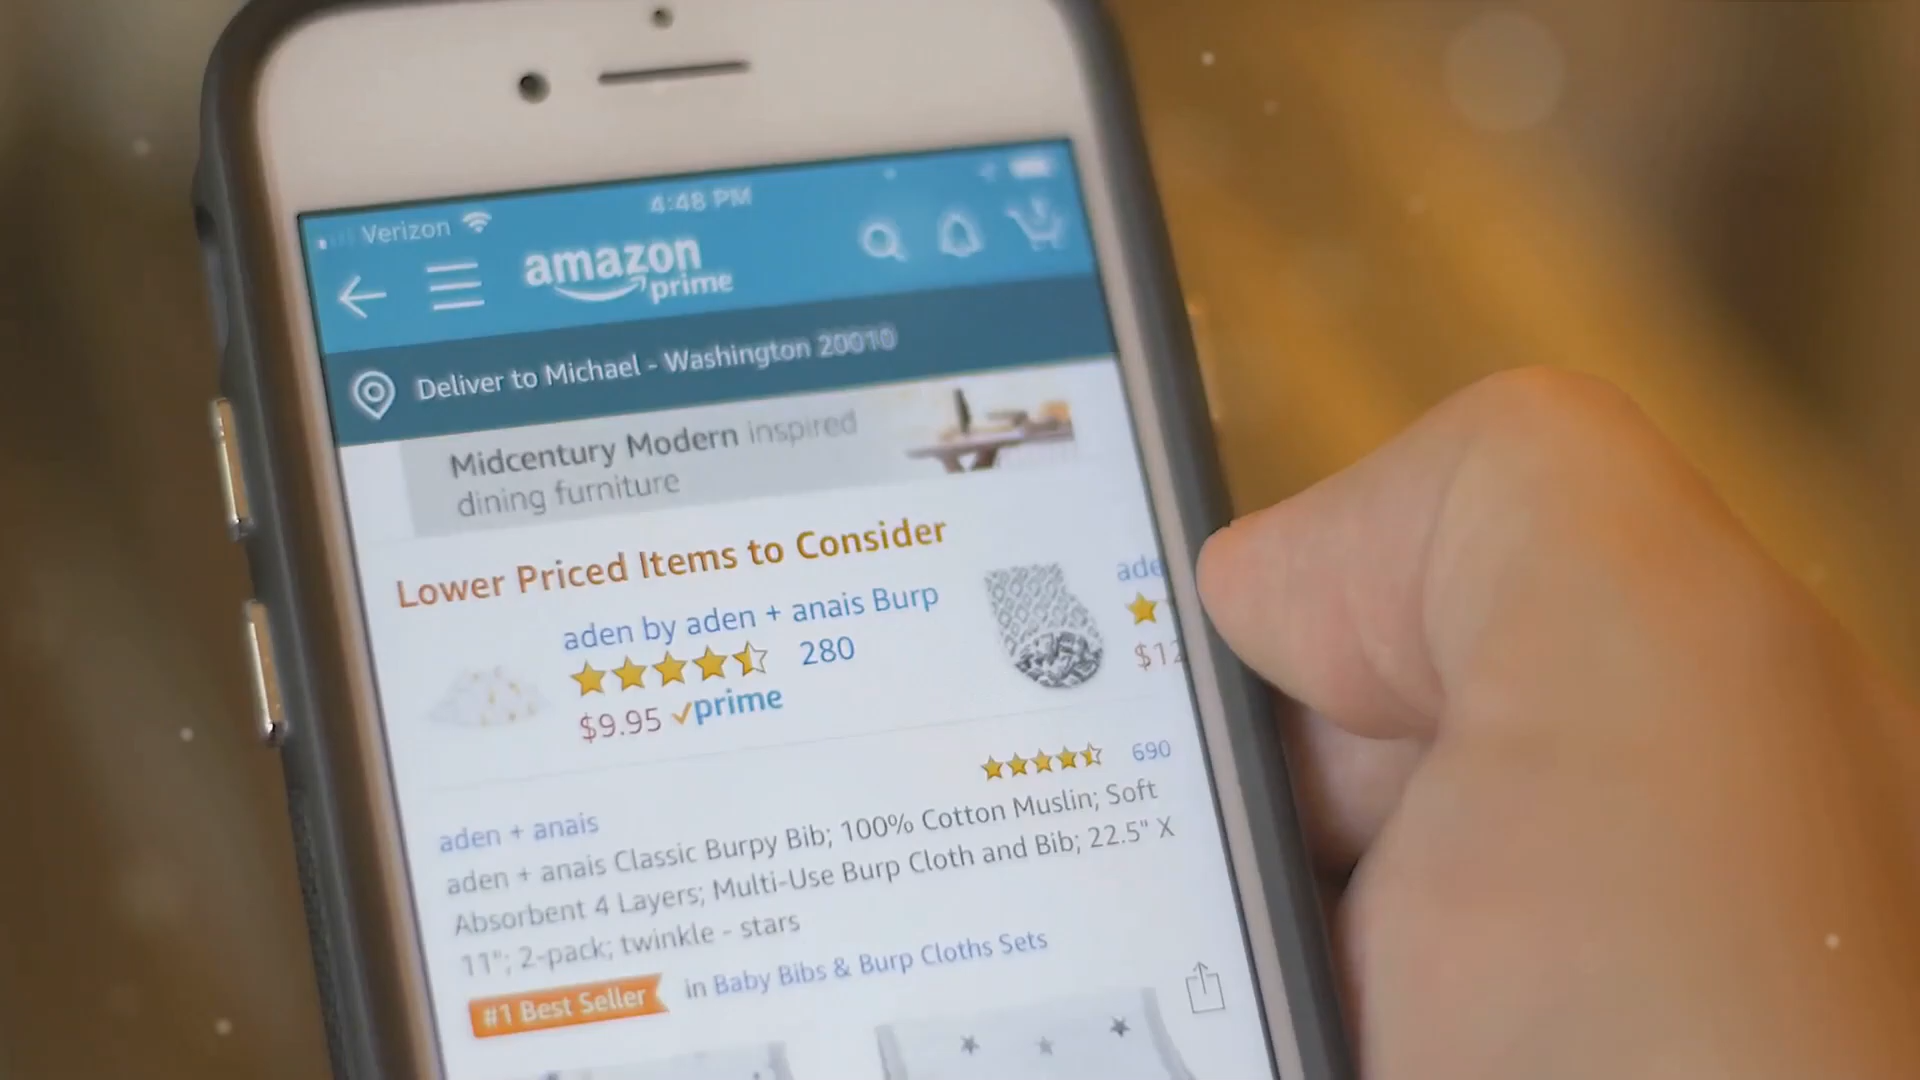 Verizon 4:48 PM
amazon
prime
Deliver to Michael - Washington 20010
Midcentury Modern inspired
dining furniture
Lower Priced Items to Consider
aden by aden + anais Burp
280
$9.95 prime
ade
$12
690
aden + anais
aden + anais Classic Burpy Bib; 100% Cotton Muslin; Soft
Absorbent 4 Layers; Multi-Use Burp Cloth and Bib; 22.5" X
11"; 2-pack; twinkle - stars
#1 Best Seller in Baby Bibs & Burp Cloths Sets